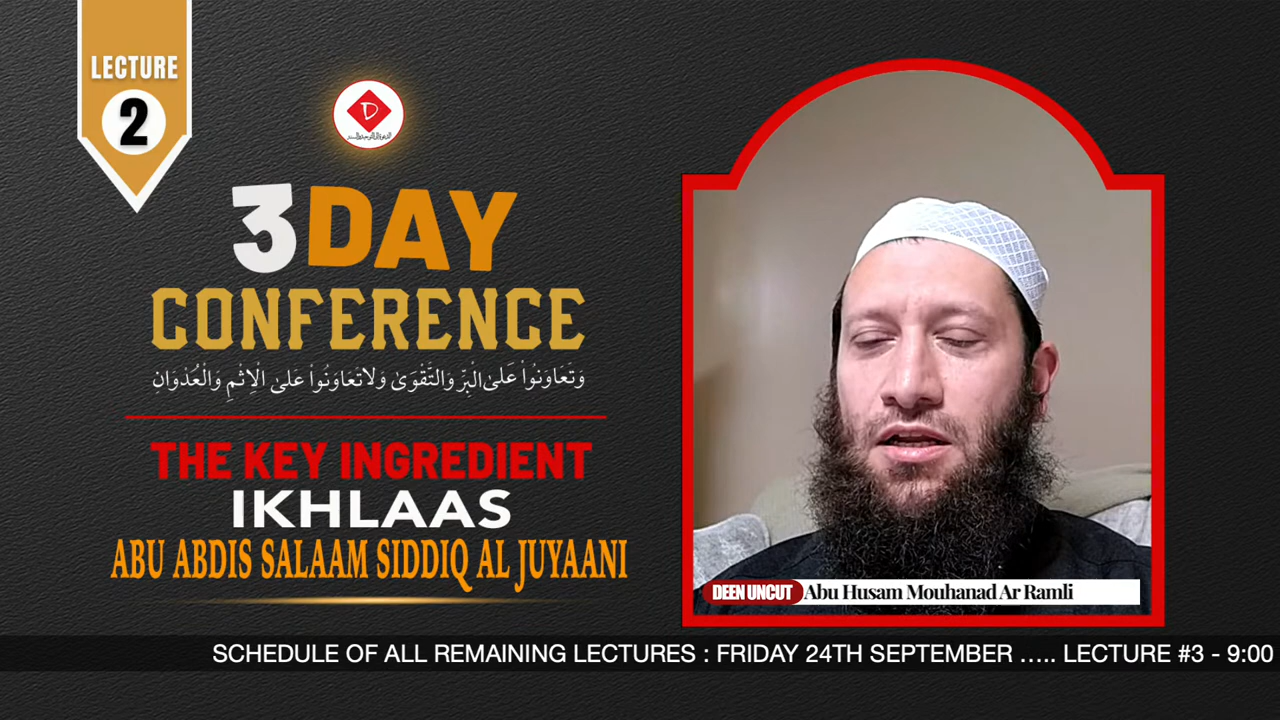 LECTURE
2
D
3DAY
CONFERENCE
وَتَعَاوَنُواْ عَلَى الْبِرِّ وَالتَّقْوَىٰ وَلَا تَعَاوَنُواْ عَلَى الْإِثْمِ وَالْعُدْوَانِ
THE KEY INGREDIENT
IKHLAAS
ABU ABDIS SALAAM SIDDIQ AL JUYAANI
DEEN UNCUT Abu Husam Mouhanad Ar Ramli
SCHEDULE OF ALL REMAINING LECTURES : FRIDAY 24TH SEPTEMBER ..... LECTURE #3 - 9:00